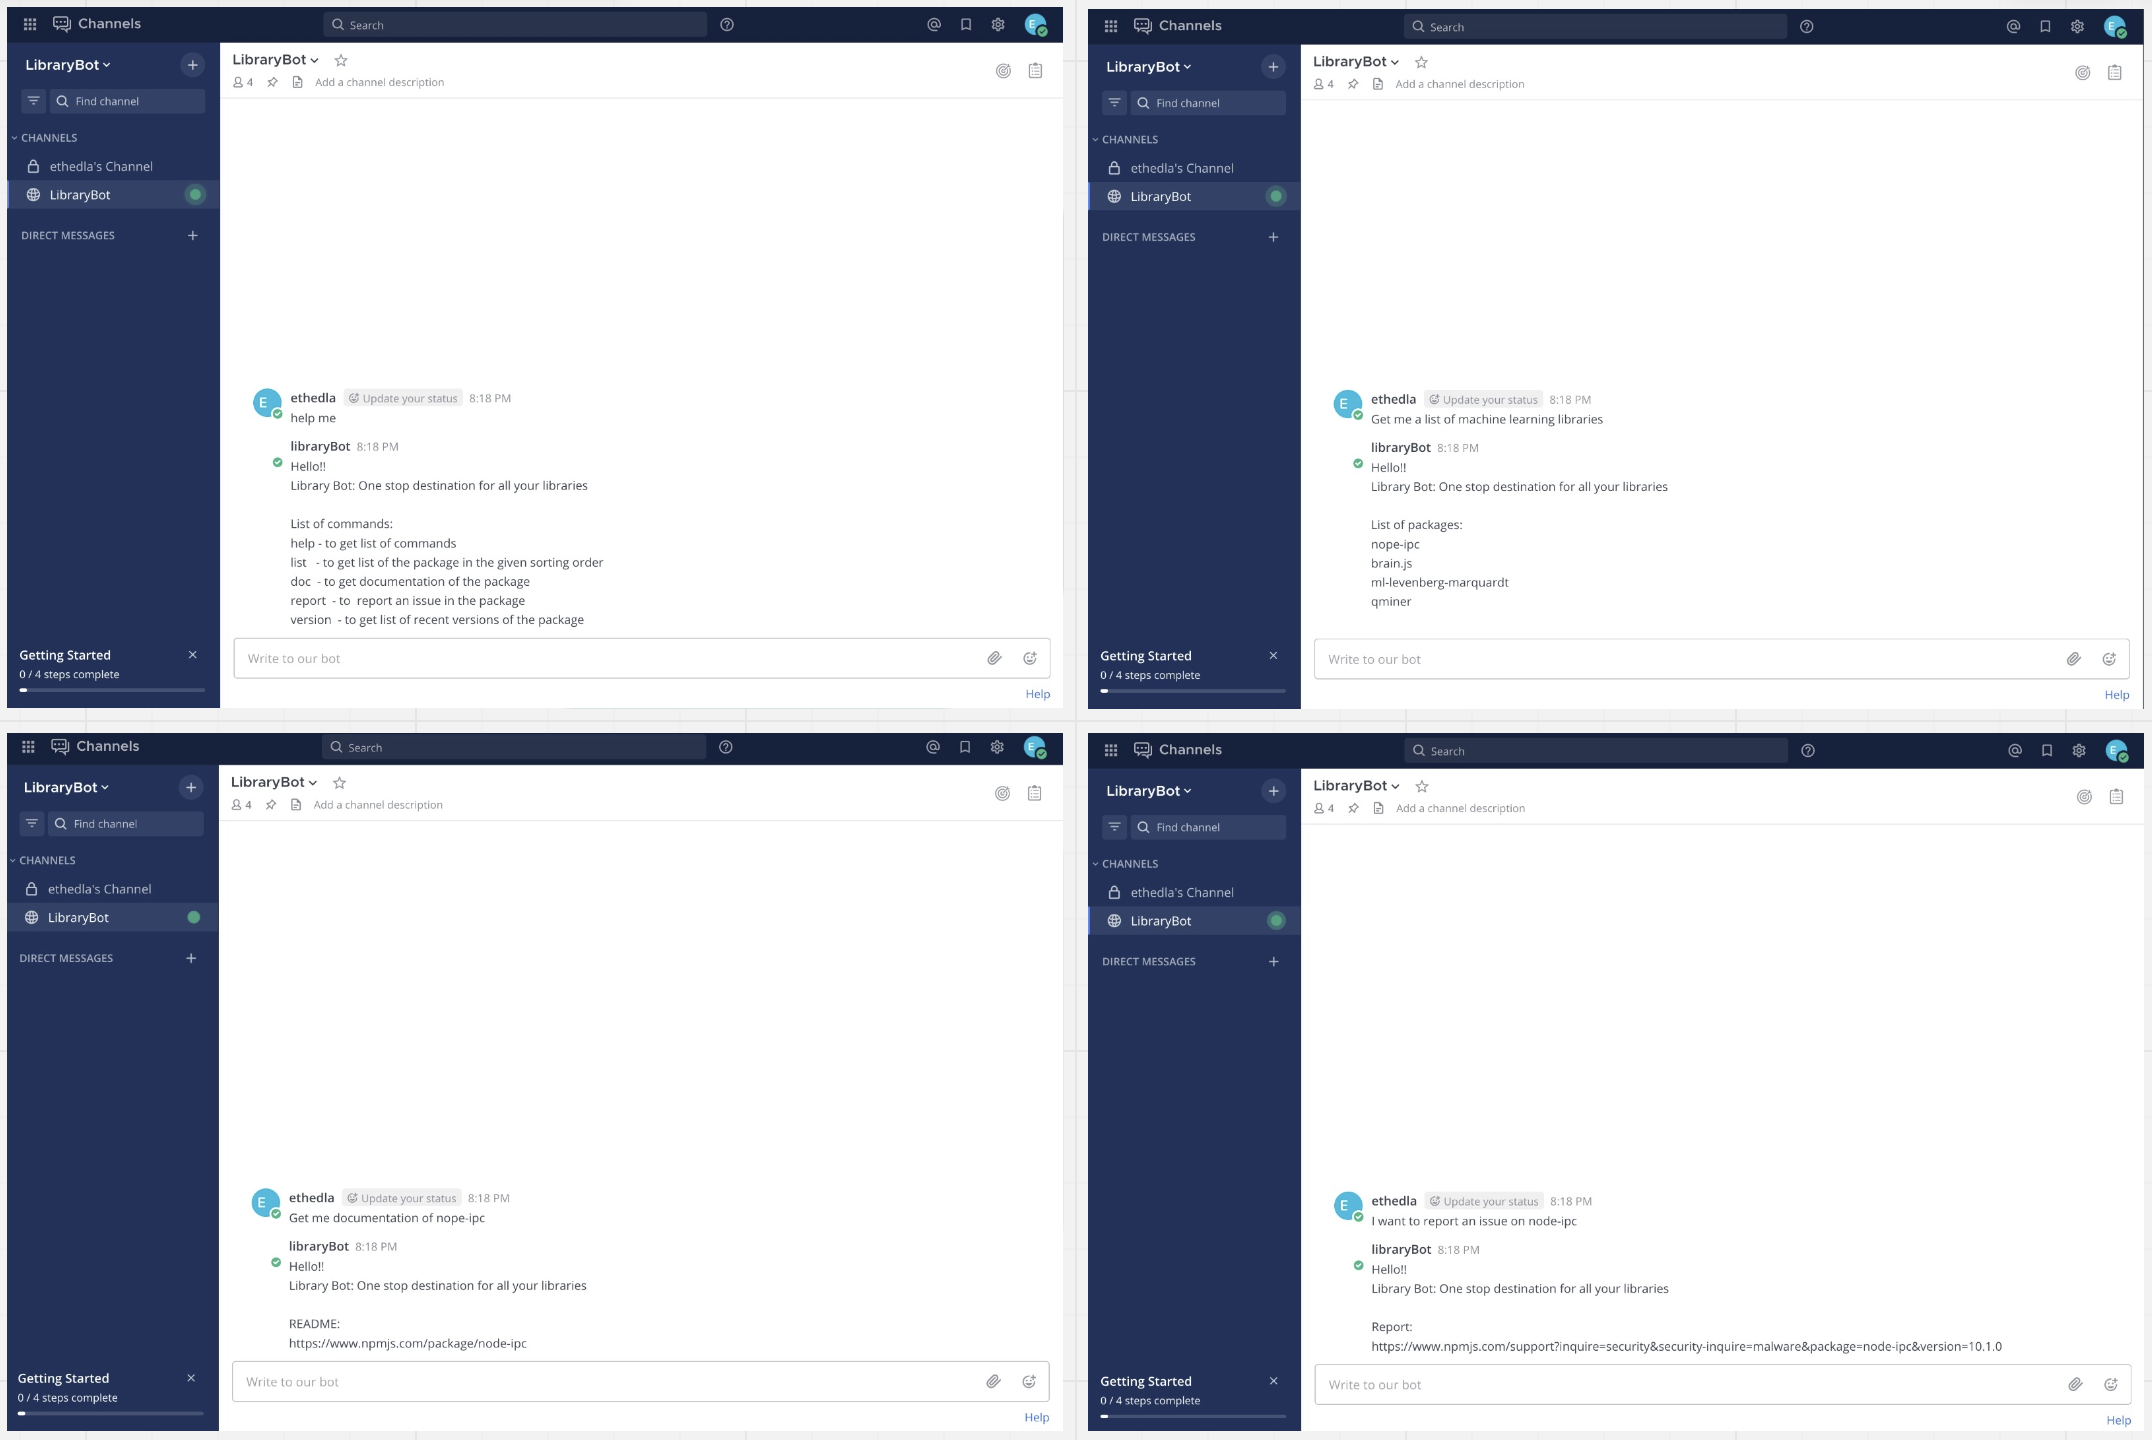 Channels
Search
LibraryBot
Find channel
CHANNELS
ethedla's Channel
LibraryBot
DIRECT MESSAGES
Getting Started
0 / 4 steps complete
LibraryBot
4 Add a channel description
E ethedla Update your status 8:18 PM
help me
libraryBot 8:18 PM
Hello!!
Library Bot: One stop destination for all your libraries
List of commands:
help - to get list of commands
list - to get list of the package in the given sorting order
doc - to get documentation of the package
report - to report an issue in the package
version - to get list of recent versions of the package
Write to our bot
Help
Channels
Search
LibraryBot
Find channel
CHANNELS
ethedla's Channel
LibraryBot
DIRECT MESSAGES
Getting Started
0 / 4 steps complete
LibraryBot
4 Add a channel description
E ethedla Update your status 8:18 PM
Get me a list of machine learning libraries
libraryBot 8:18 PM
Hello!!
Library Bot: One stop destination for all your libraries
List of packages:
nope-ipc
brain.js
ml-levenberg-marquardt
qminer
Write to our bot
Help
Channels
Search
LibraryBot
Find channel
CHANNELS
ethedla's Channel
LibraryBot
DIRECT MESSAGES
Getting Started
0 / 4 steps complete
LibraryBot
4 Add a channel description
E ethedla Update your status 8:18 PM
Get me documentation of nope-ipc
libraryBot 8:18 PM
Hello!!
Library Bot: One stop destination for all your libraries
README:
https://www.npmjs.com/package/node-ipc
Write to our bot
Help
Channels
Search
LibraryBot
Find channel
CHANNELS
ethedla's Channel
LibraryBot
DIRECT MESSAGES
Getting Started
0 / 4 steps complete
LibraryBot
4 Add a channel description
E ethedla Update your status 8:18 PM
I want to report an issue on node-ipc
libraryBot 8:18 PM
Hello!!
Library Bot: One stop destination for all your libraries
Report:
https://www.npmjs.com/support?inquire=security&security-inquire=malware&package=node-ipc&version=10.1.0
Write to our bot
Help